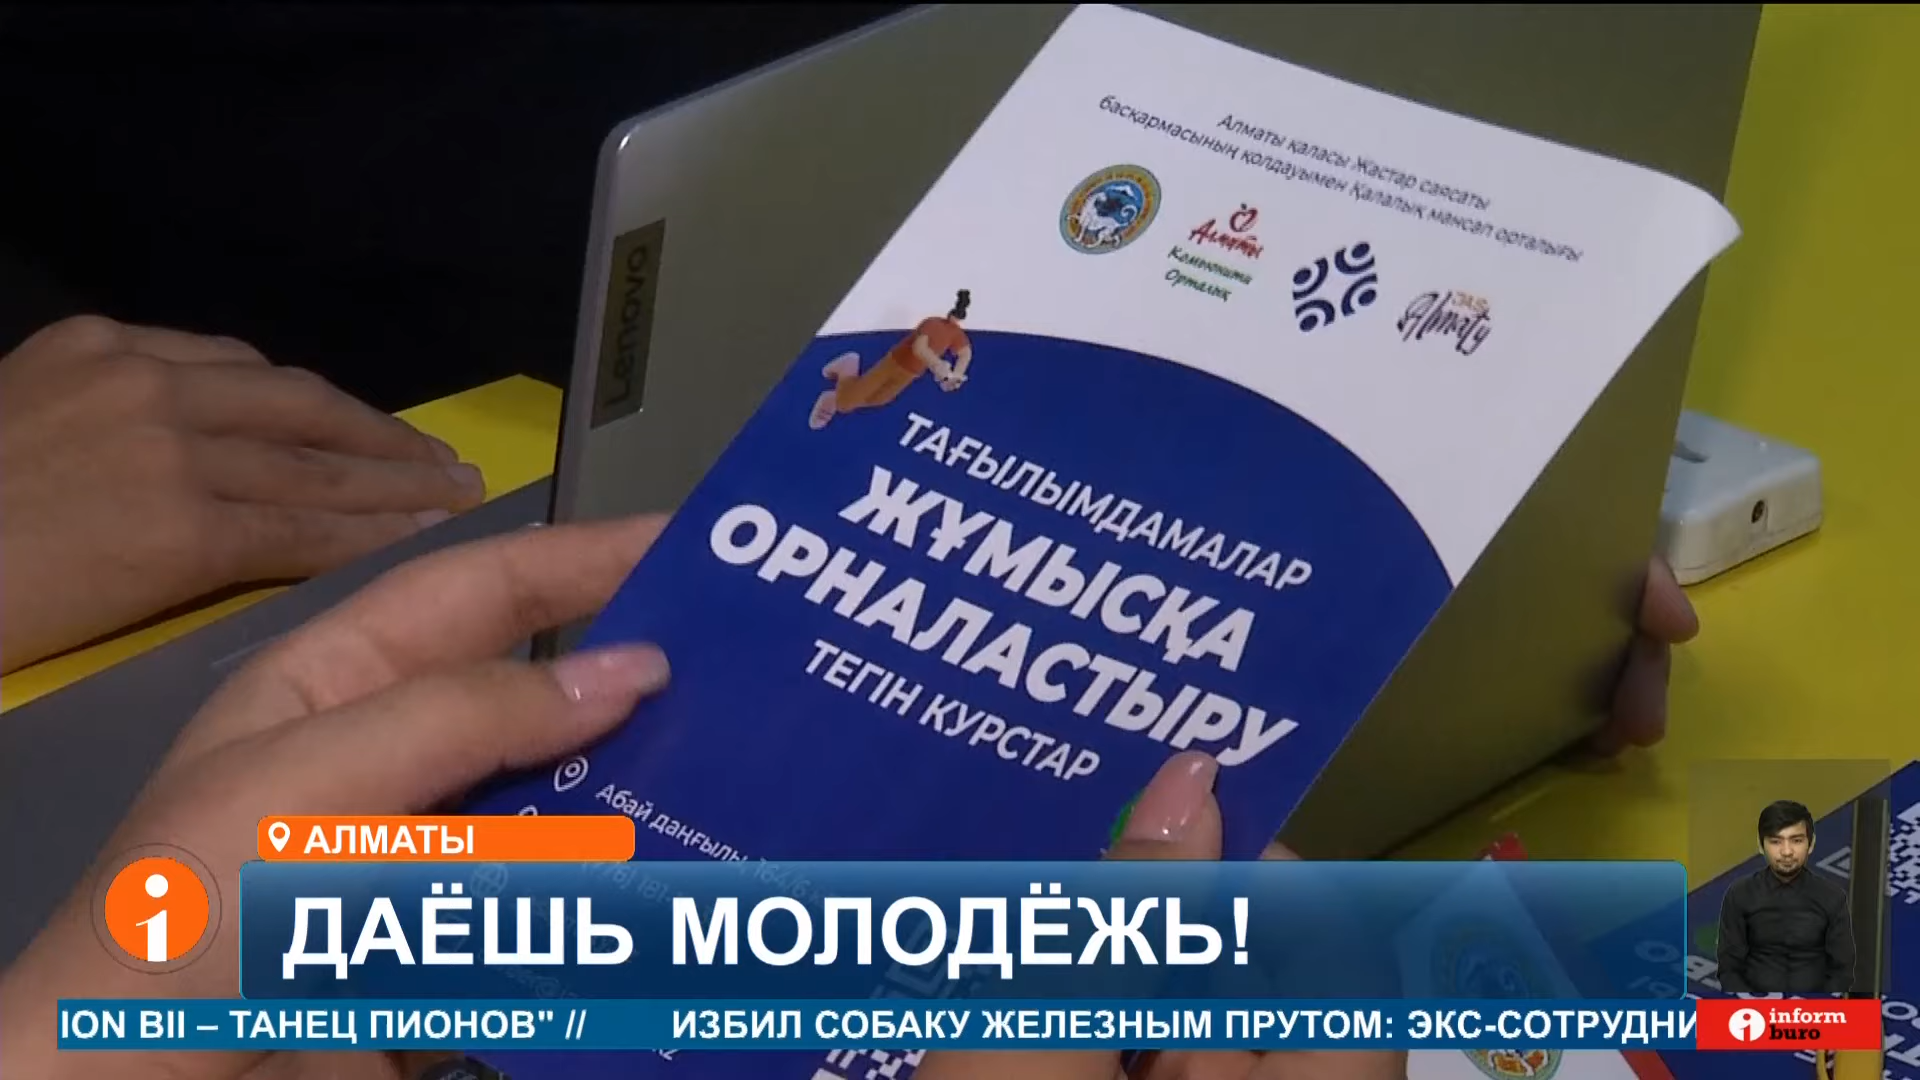 Алматы қаласы Жастар саясаты
басқармасының қолдауымен Қалалық мансап орталығы
Алматы
Комьюнити
Орталық
JAS
Almaty
Lenovo
ТАҒЫЛЫМДАМАЛАР
ЖҰМЫСҚА
ОРНАЛАСТЫРУ
ТЕГІН КУРСТАР
Абай даңғылы,
АЛМАТЫ
ДАЁШЬ МОЛОДЁЖЬ!
ION BII – ТАНЕЦ ПИОНОВ" // ИЗБИЛ СОБАКУ ЖЕЛЕЗНЫМ ПРУТОМ: ЭКС-СОТРУДНИ
inform
buro